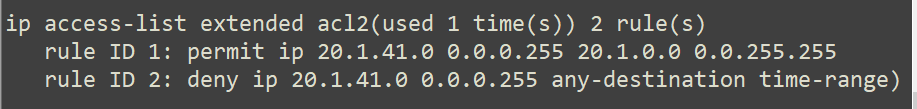 ip access-list extended acl2(used 1 time(s)) 2 rule(s)
rule ID 1: permit ip 20.1.41.0 0.0.0.255 20.1.0.0 0.0.255.255
rule ID 2: deny ip 20.1.41.0 0.0.0.255 any-destination time-range)